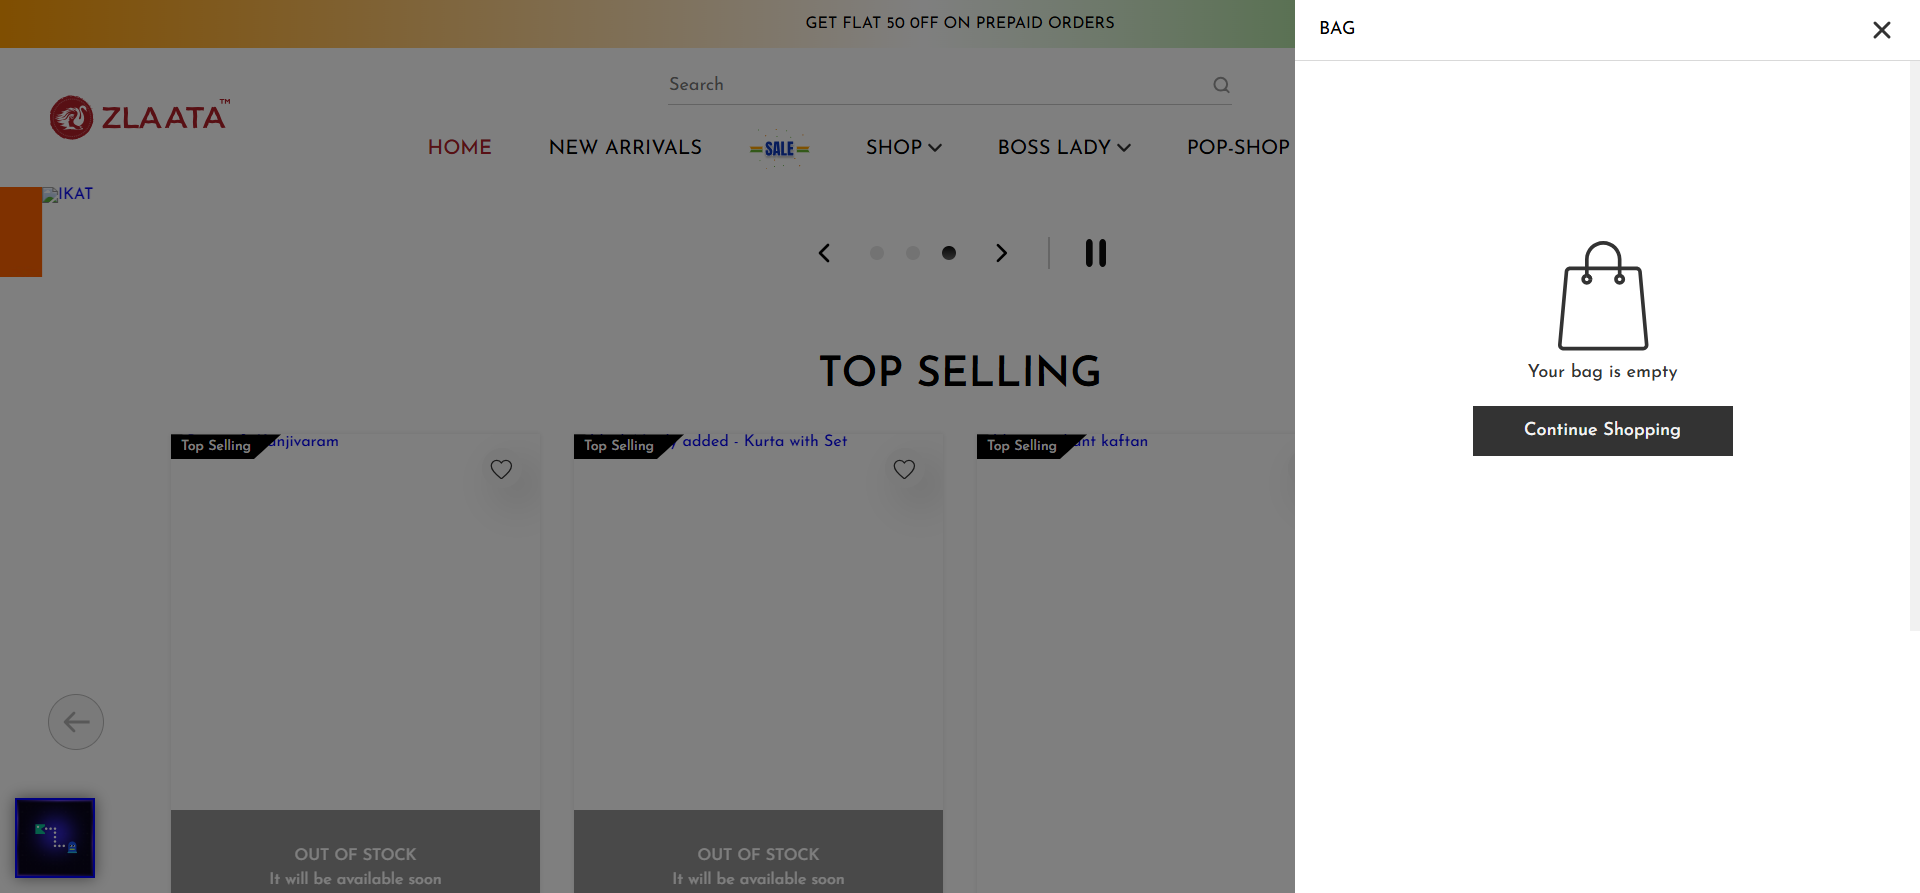 GET FLAT 50 OFF ON PREPAID ORDERS
BAG
Search
ZLAATA™
HOME
NEW ARRIVALS
SALE
SHOP
BOSS LADY
POP-SHOP
IKAT
TOP SELLING
Your bag is empty
Continue Shopping
Top Selling
Top Selling
added - Kurta with Set
Top Selling
kaftan
OUT OF STOCK
It will be available soon
OUT OF STOCK
It will be available soon